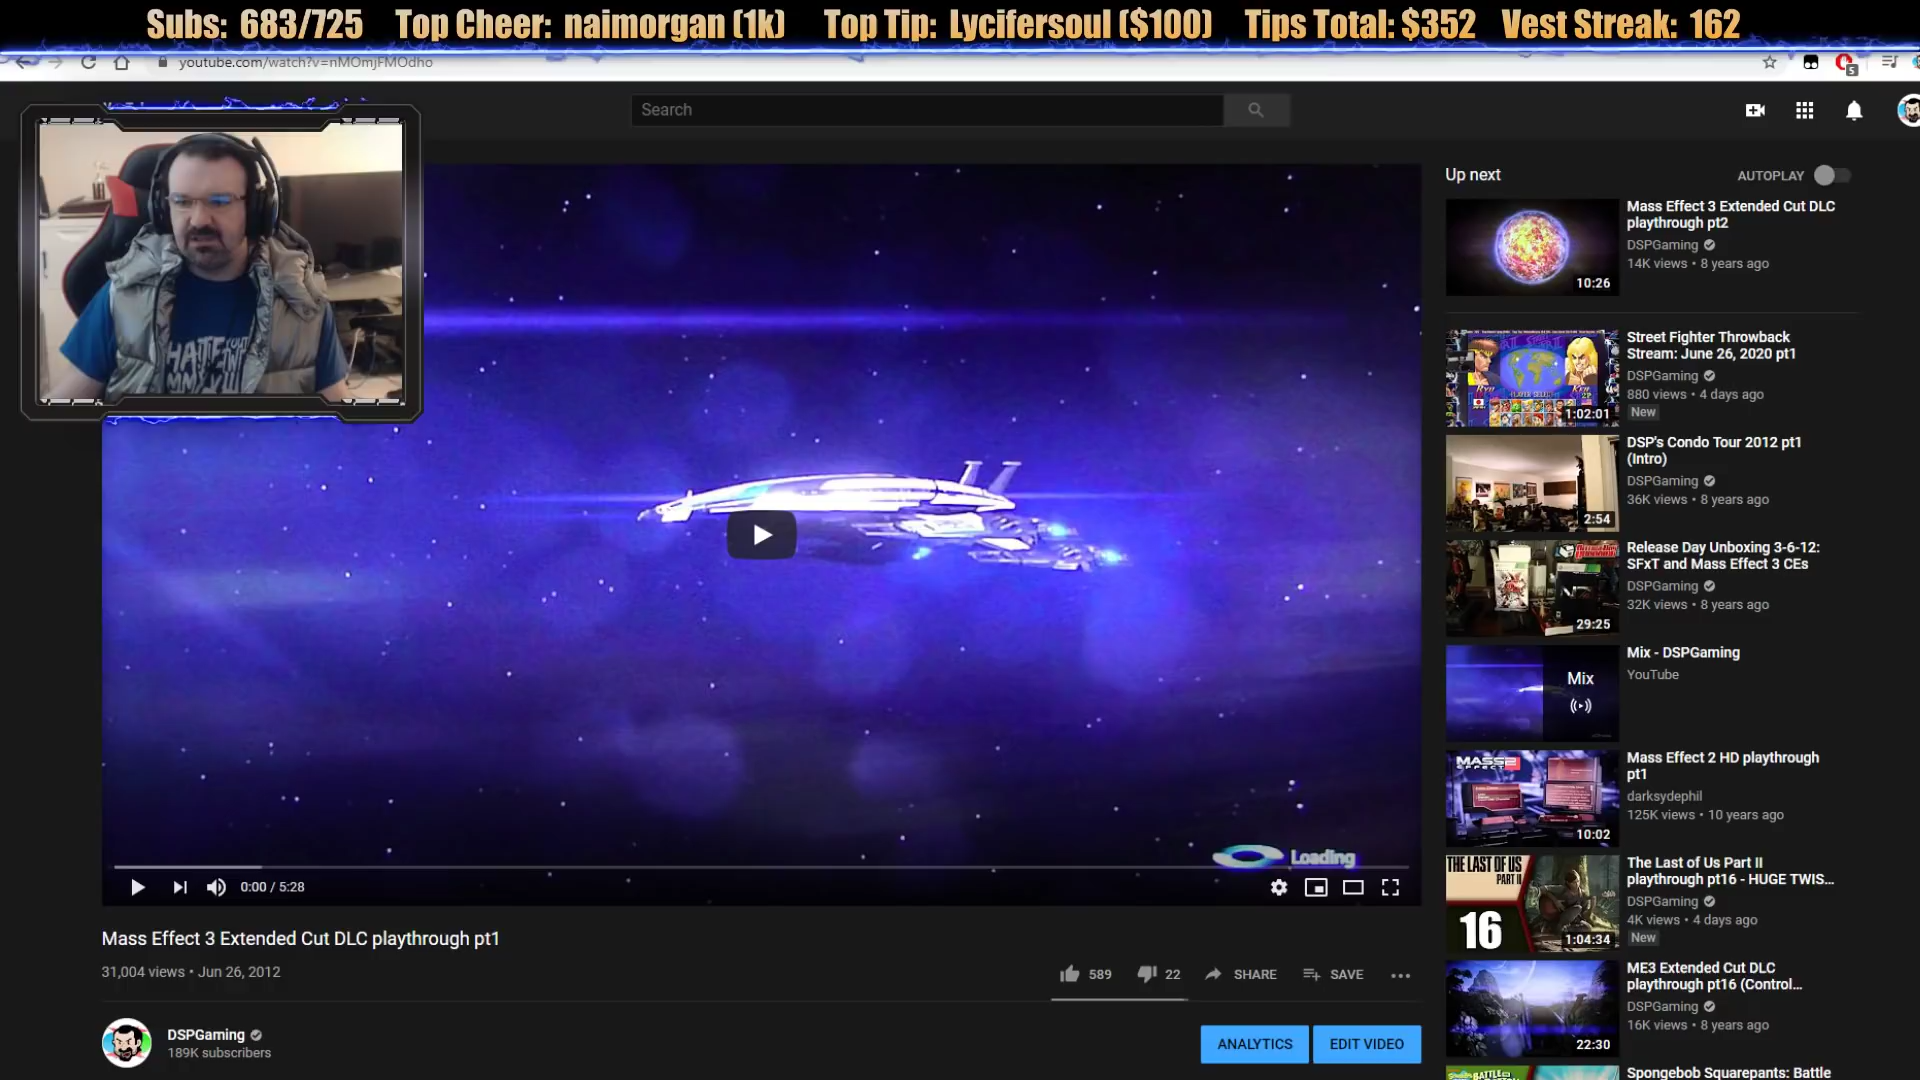 Subs: 683/725 Top Cheer: naimorgan (1k) Top Tip: Lycifersoul ($100) Tips Total: $352 Vest Streak: 162
youtube.com/watch?v=nMOmjFMOdho
5
Search
Up next
AUTOPLAY
Mass Effect 3 Extended Cut DLC
playthrough pt2
DSPGaming
14K views • 8 years ago
10:26
Street Fighter Throwback
Stream: June 26, 2020 pt1
DSPGaming
880 views • 4 days ago
New
1:02:01
DSP's Condo Tour 2012 pt1
(Intro)
DSPGaming
36K views • 8 years ago
2:54
Release Day Unboxing 3-6-12:
SFxT and Mass Effect 3 CEs
DSPGaming
32K views • 8 years ago
29:25
Mix - DSPGaming
YouTube
Mix
MASS 2
EFFECT
Mass Effect 2 HD playthrough
pt1
darksydephil
125K views • 10 years ago
10:02
THE LAST OF US
PART II
16
The Last of Us Part II
playthrough pt16 - HUGE TWIS...
DSPGaming
4K views • 4 days ago
New
1:04:34
ME3 Extended Cut DLC
playthrough pt16 (Control...
DSPGaming
16K views • 8 years ago
22:30
Spongebob Squarepants: Battle
HATE
Loading
0:00 / 5:28
Mass Effect 3 Extended Cut DLC playthrough pt1
31,004 views • Jun 26, 2012
589 22 SHARE SAVE
DSPGaming
189K subscribers
ANALYTICS EDIT VIDEO